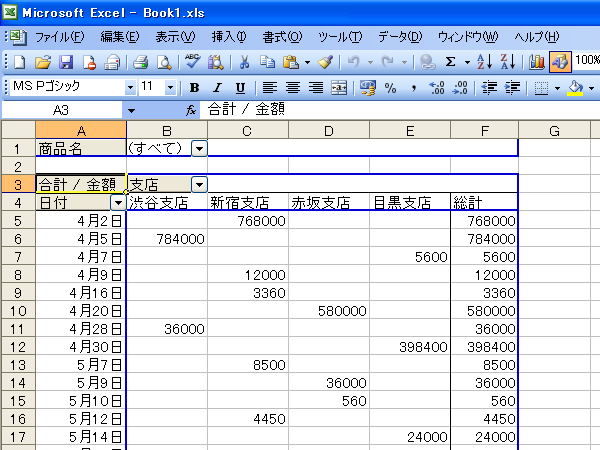 Microsoft Excel - Book1.xls
ファイル(F) 編集(E) 表示(V) 挿入(I) 書式(O) ツール(T) データ(D) ウィンドウ(W) ヘルプ(H)
ABC Σ A Z Z A 100%
MS Pゴシック 11 B I U % , .00 .00
A3 fx 合計 / 金額
A B C D E F G
1 商品名 (すべて)
2
3 合計 / 金額 支店
4 日付 渋谷支店 新宿支店 赤坂支店 目黒支店 総計
5 4月2日 768000 768000
6 4月5日 784000 784000
7 4月7日 5600 5600
8 4月9日 12000 12000
9 4月16日 3360 3360
10 4月20日 580000 580000
11 4月28日 36000 36000
12 4月30日 398400 398400
13 5月7日 8500 8500
14 5月9日 36000 36000
15 5月10日 560 560
16 5月12日 4450 4450
17 5月14日 24000 24000